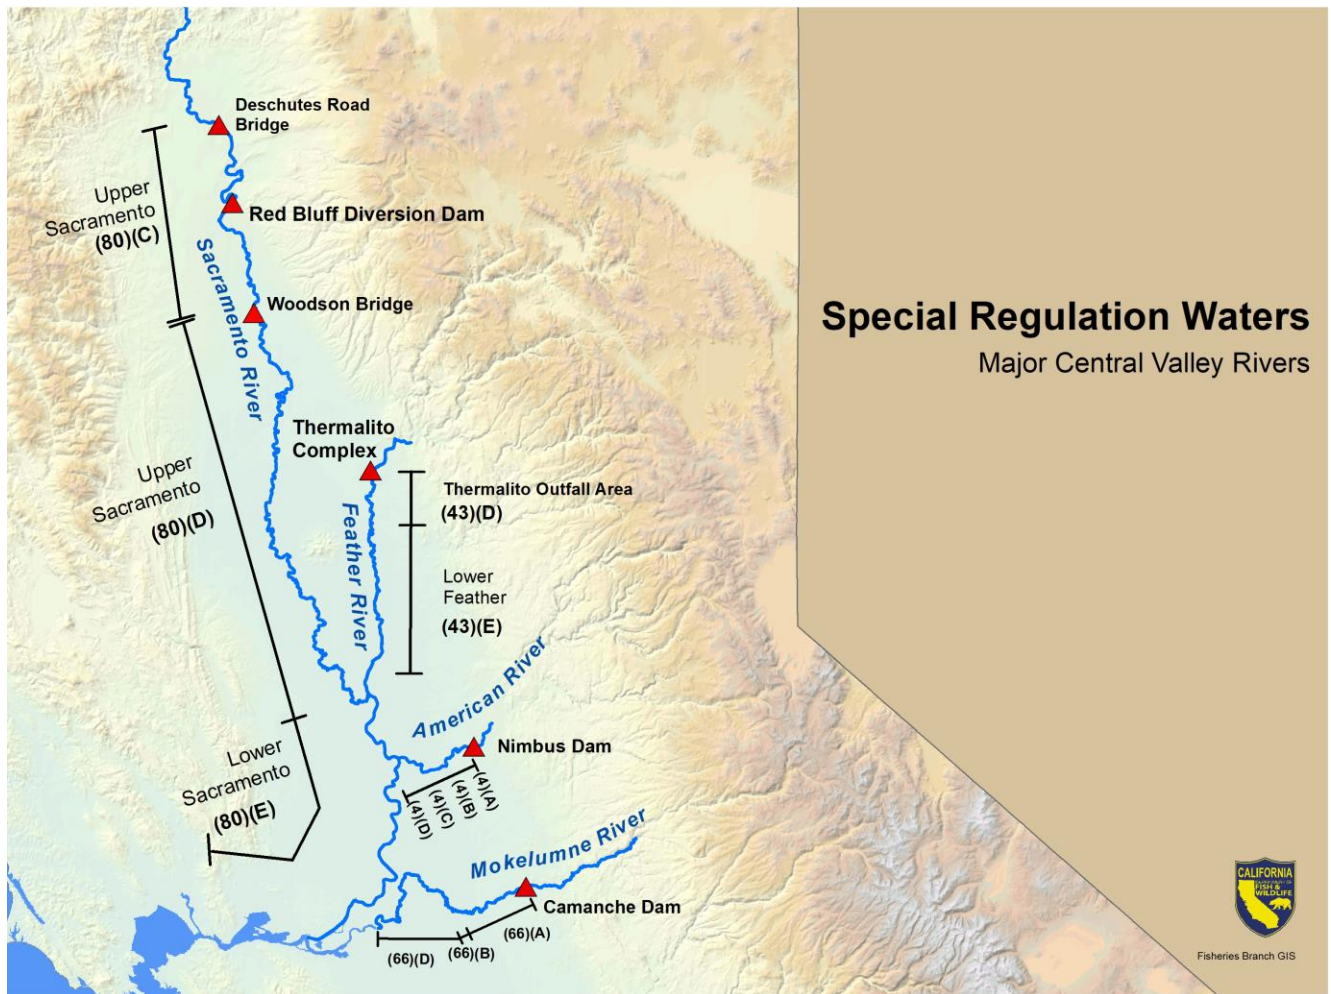 Deschutes Road
Bridge
Upper
Sacramento
(80)(C)
Red Bluff Diversion Dam
Sacramento River
Woodson Bridge
Special Regulation Waters
Major Central Valley Rivers
Thermalito
Complex
Upper
Sacramento
(80)(D)
Thermalito Outfall Area
(43)(D)
Feather River
Lower
Feather
(43)(E)
American River
Nimbus Dam
Lower
Sacramento
(80)(E)
(4)(A)
(4)(B)
(4)(C)
(4)(D)
Mokelumne River
Camanche Dam
(66)(A)
(66)(B)
(66)(D)
CALIFORNIA
FISH &
WILDLIFE
Fisheries Branch GIS